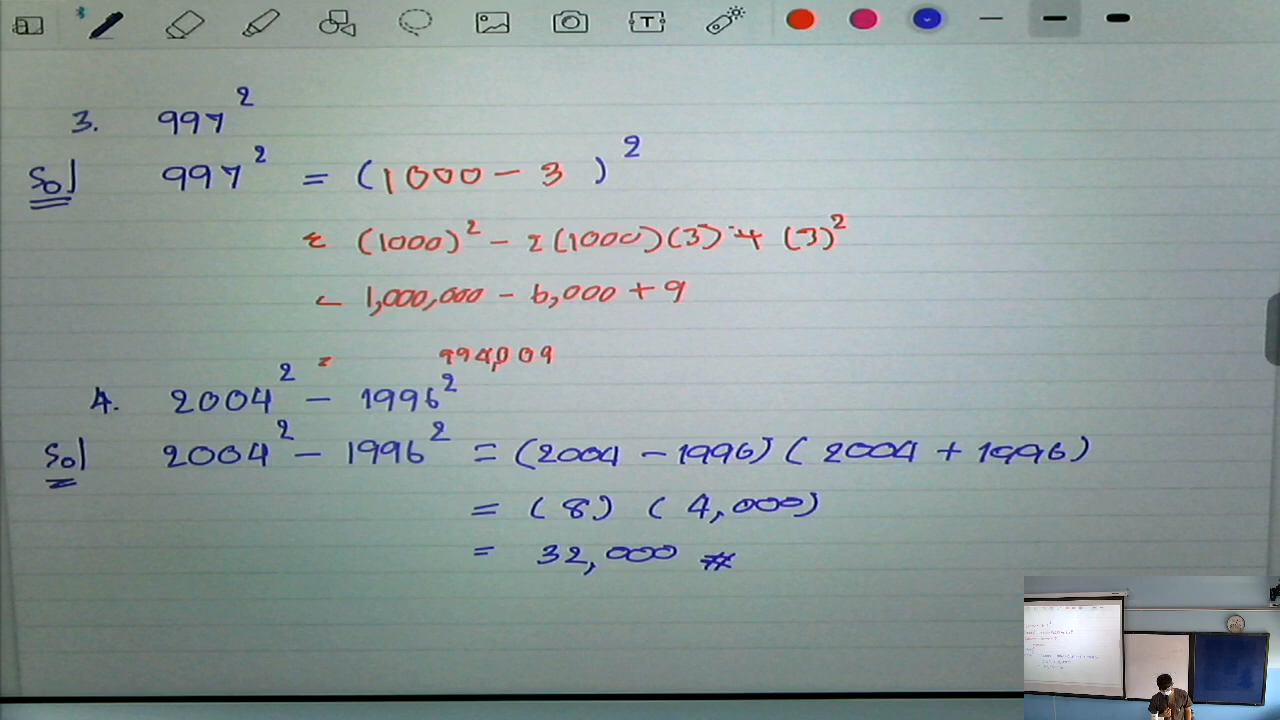 3. 997²
Sol 997² = (1000 - 3)²
= (1000)² - 2(1000)(3) + (3)²
= 1,000,000 - 6,000 + 9
= 994,009
4. 2004² - 1996²
Sol 2004² - 1996² = (2004 - 1996)(2004 + 1996)
= (8)(4,000)
= 32,000 #